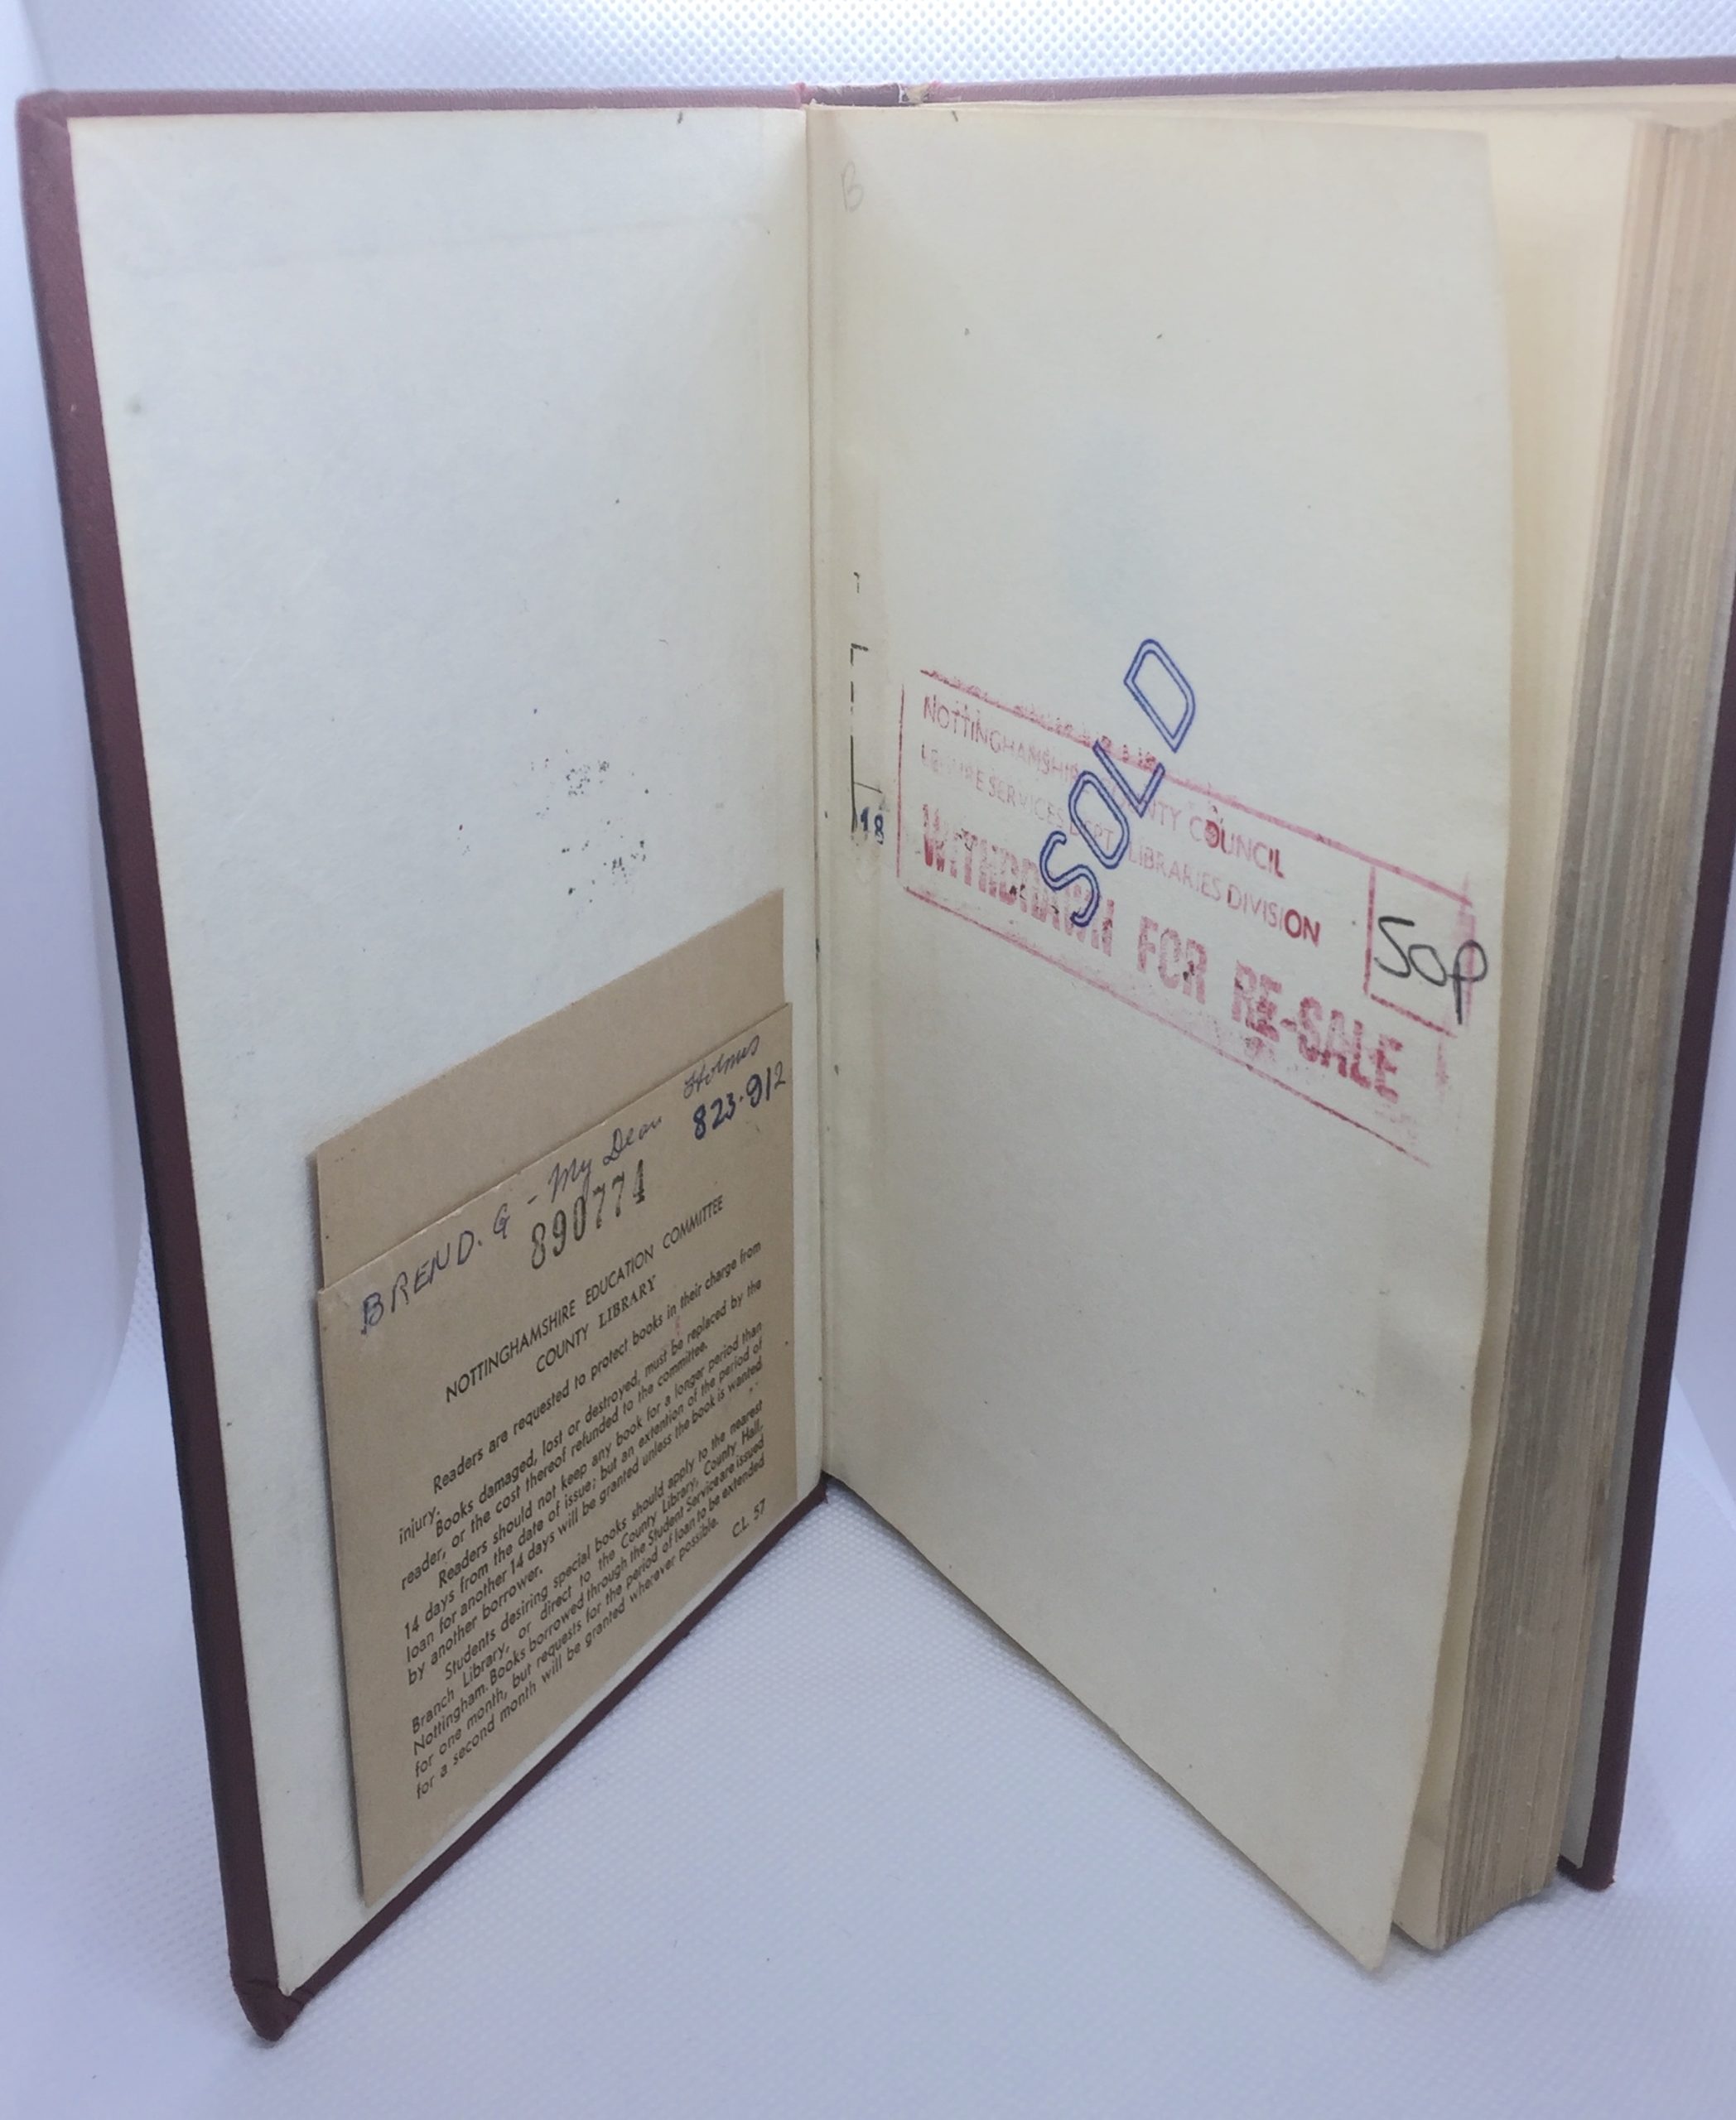 BREND. G - My Dear Holmes
823.912
890774
NOTTINGHAMSHIRE EDUCATION COMMITTEE
COUNTY LIBRARY
Readers are requested to protect books in their charge from
injury.
Books damaged, lost or destroyed, must be replaced by the
reader, or the cost thereof refunded to the committee.
Readers should not keep any book for a longer period than
14 days from the date of issue; but an extention of the period of
loan for another 14 days will be granted unless the book is wanted
by another borrower.
Students desiring special books should apply to the nearest
Branch Library, or direct to the County Library, County Hall,
Nottingham. Books borrowed through the Student Service are issued
for one month, but requests for the period of loan to be extended
for a second month will be granted wherever possible.
C.L. 57
B
18
NOTTINGHAMSHIRE COUNTY COUNCIL
LEISURE SERVICES DEPT LIBRARIES DIVISION
WITHDRAWN FOR RE-SALE
50p
SOLD